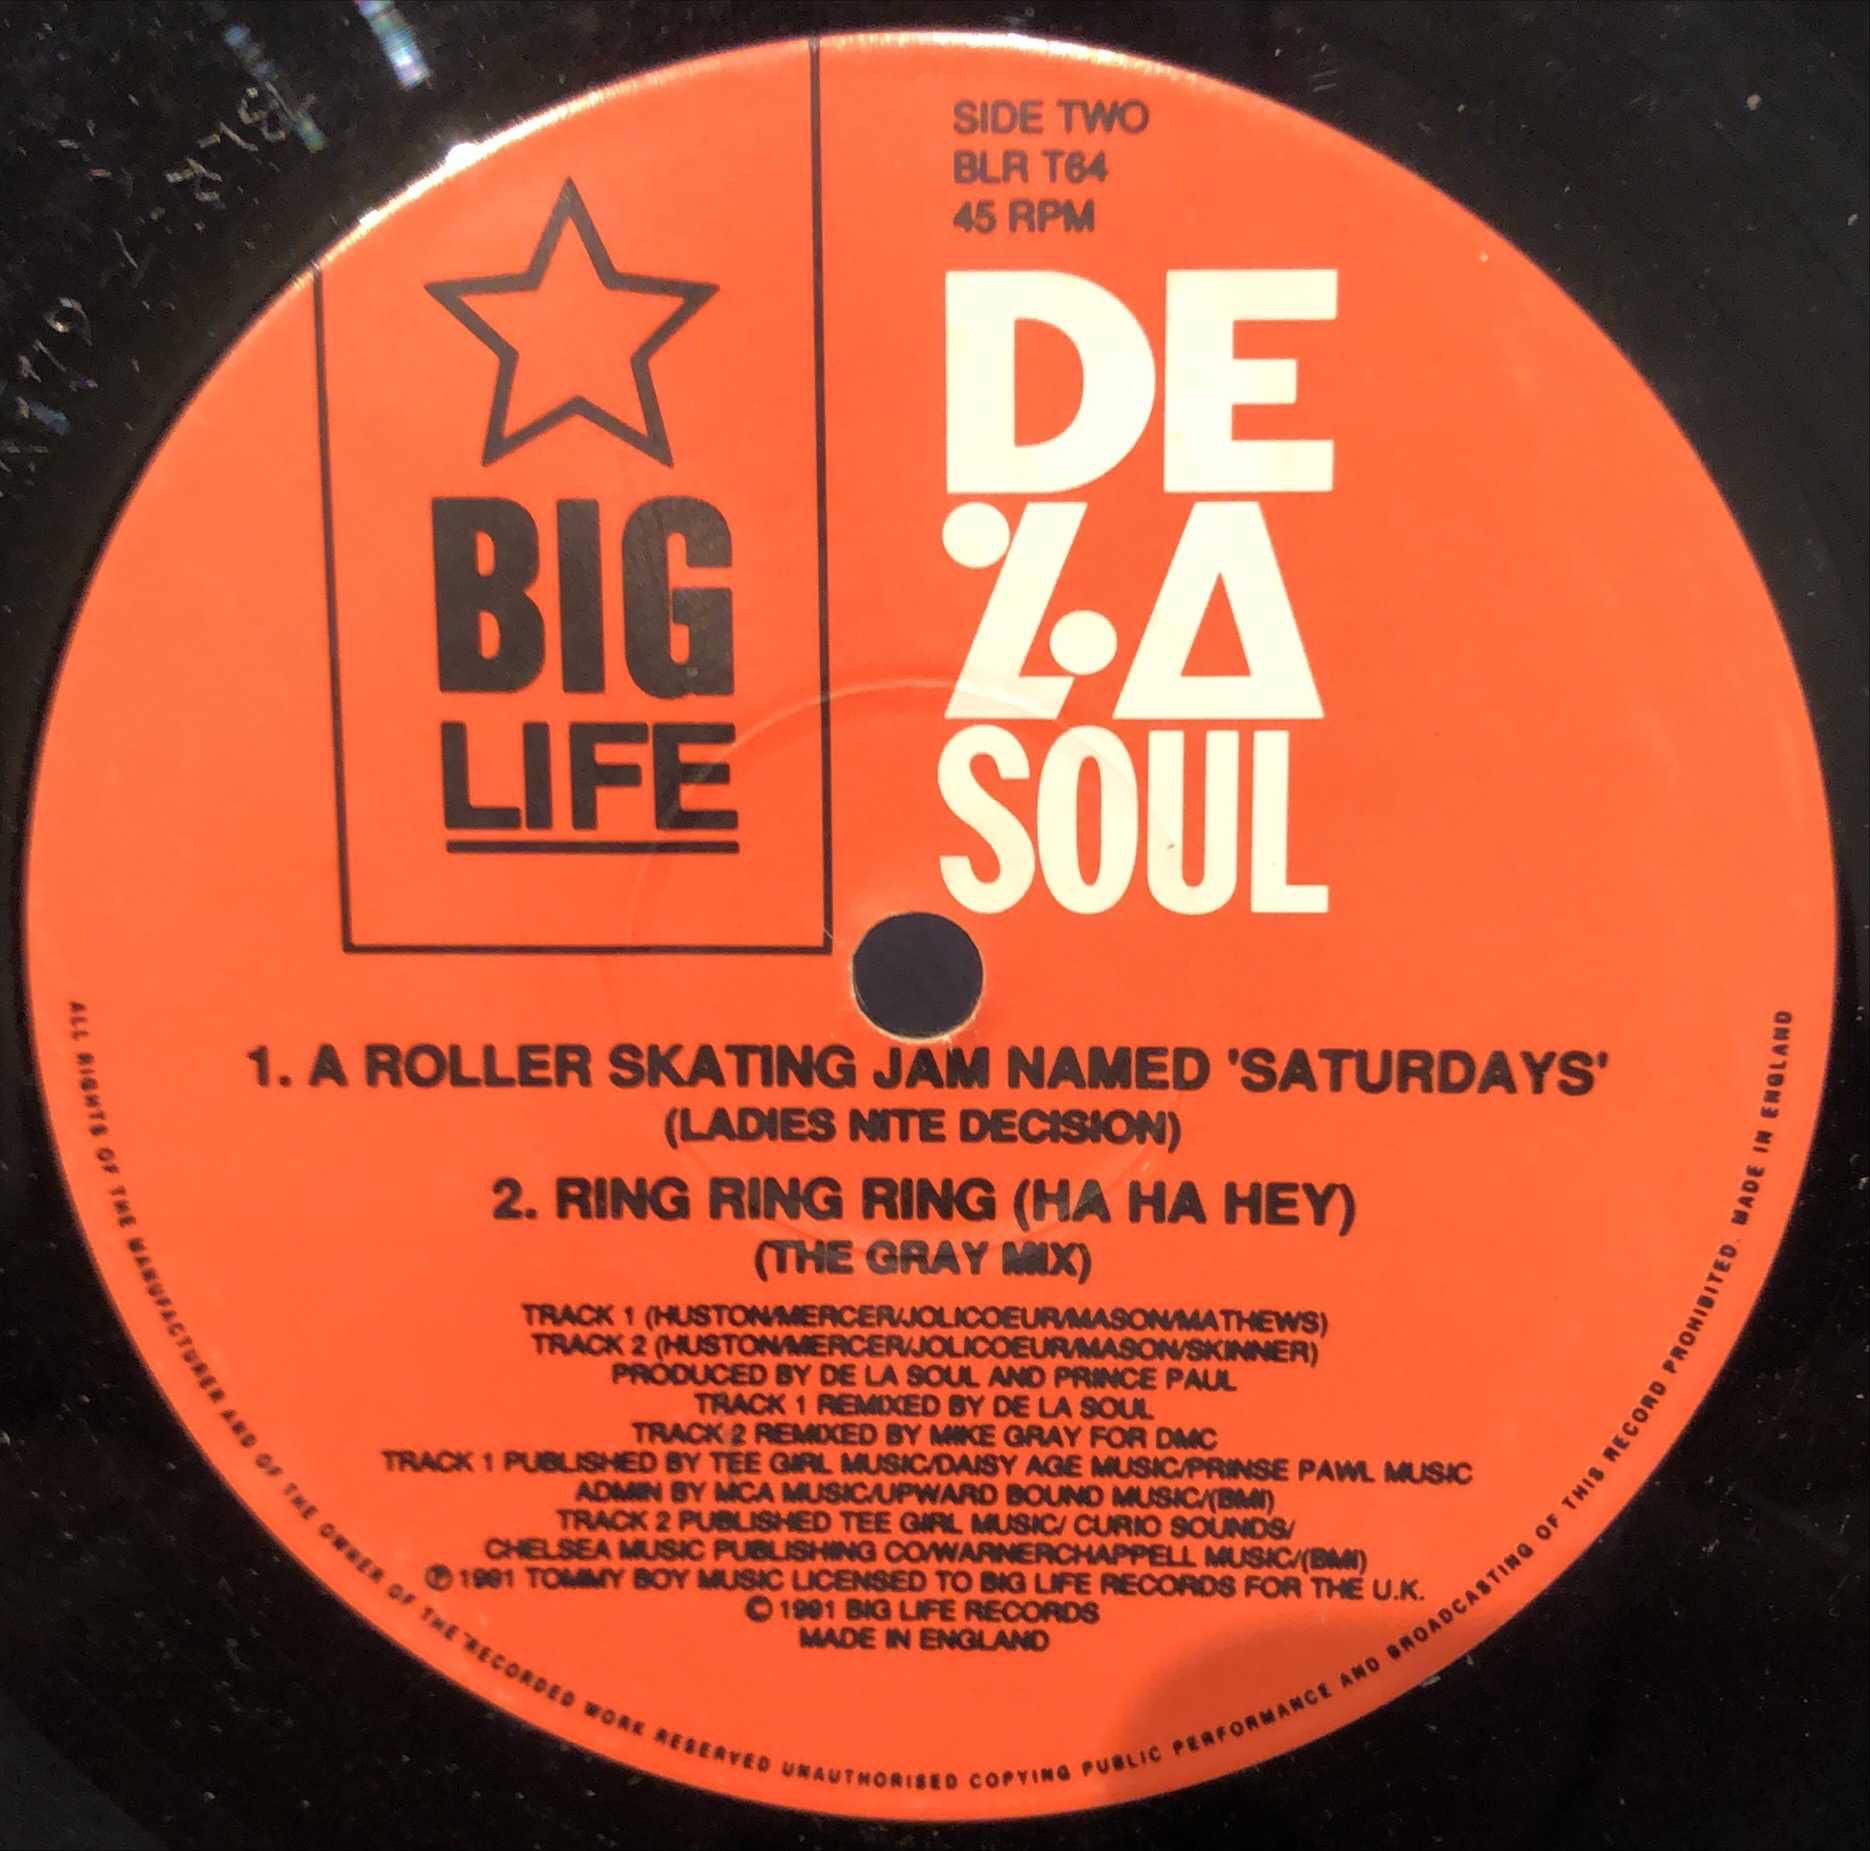 SIDE TWO
BLR T64
45 RPM
BIG
LIFE
DE
LA
SOUL
1. A ROLLER SKATING JAM NAMED 'SATURDAYS'
(LADIES NITE DECISION)
2. RING RING RING (HA HA HEY)
(THE GRAY MIX)
TRACK 1 (HUSTON/MERCER/JOLICOEUR/MASON/MATHEWS)
TRACK 2 (HUSTON/MERCER/JOLICOEUR/MASON/SKINNER)
PRODUCED BY DE LA SOUL AND PRINCE PAUL
TRACK 1 REMIXED BY DE LA SOUL
TRACK 2 REMIXED BY MIKE GRAY FOR DMC
TRACK 1 PUBLISHED BY TEE GIRL MUSIC/DAISY AGE MUSIC/PRINSE PAWL MUSIC
ADMIN BY MCA MUSIC/UPWARD BOUND MUSIC/(BMI)
TRACK 2 PUBLISHED TEE GIRL MUSIC/ CURIO SOUNDS/
CHELSEA MUSIC PUBLISHING CO/WARNERCHAPPELL MUSIC/(BMI)
℗ 1991 TOMMY BOY MUSIC LICENSED TO BIG LIFE RECORDS FOR THE U.K.
© 1991 BIG LIFE RECORDS
MADE IN ENGLAND
ALL RIGHTS OF THE MANUFACTURER AND OF THE OWNER OF THE RECORDED WORK RESERVED UNAUTHORISED COPYING PUBLIC PERFORMANCE AND BROADCASTING OF THIS RECORD PROHIBITED. MADE IN ENGLAND